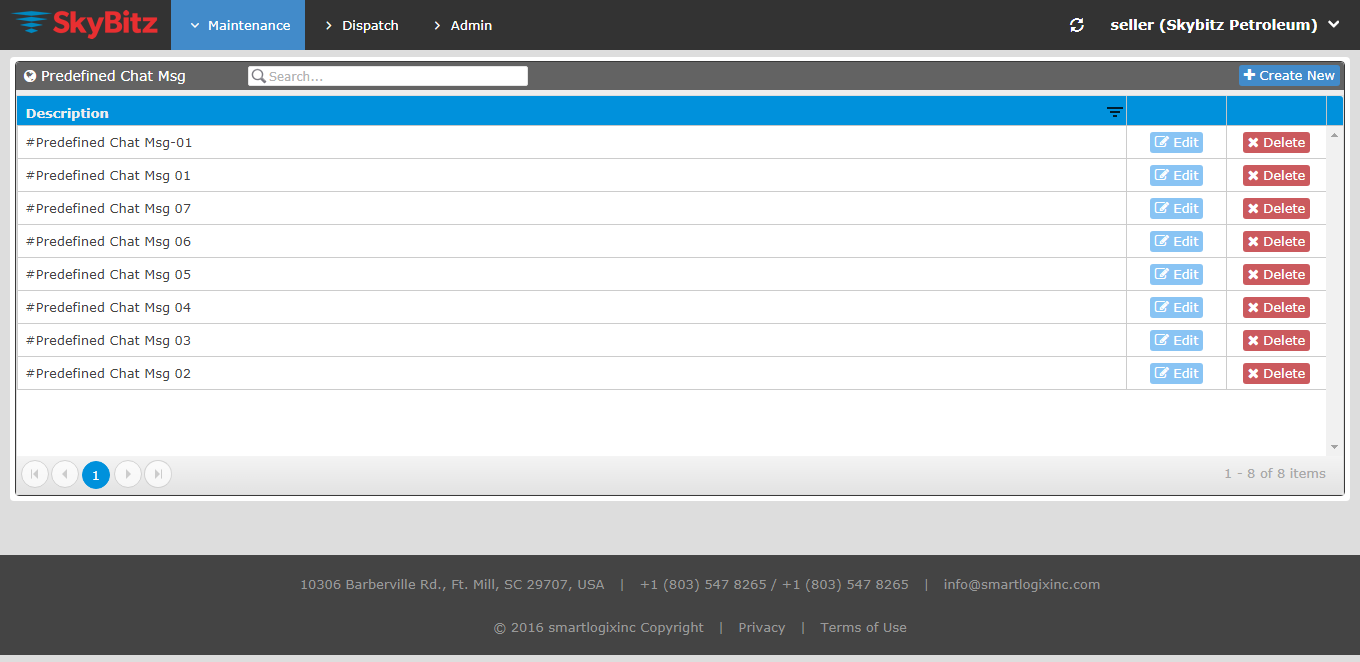 SkyBitz Maintenance Dispatch Admin seller (Skybitz Petroleum)
Predefined Chat Msg Search... Create New
Description
#Predefined Chat Msg-01 Edit Delete
#Predefined Chat Msg 01 Edit Delete
#Predefined Chat Msg 07 Edit Delete
#Predefined Chat Msg 06 Edit Delete
#Predefined Chat Msg 05 Edit Delete
#Predefined Chat Msg 04 Edit Delete
#Predefined Chat Msg 03 Edit Delete
#Predefined Chat Msg 02 Edit Delete
1 1 - 8 of 8 items
10306 Barberville Rd., Ft. Mill, SC 29707, USA | +1 (803) 547 8265 / +1 (803) 547 8265 | info@smartlogixinc.com
© 2016 smartlogixinc Copyright | Privacy | Terms of Use